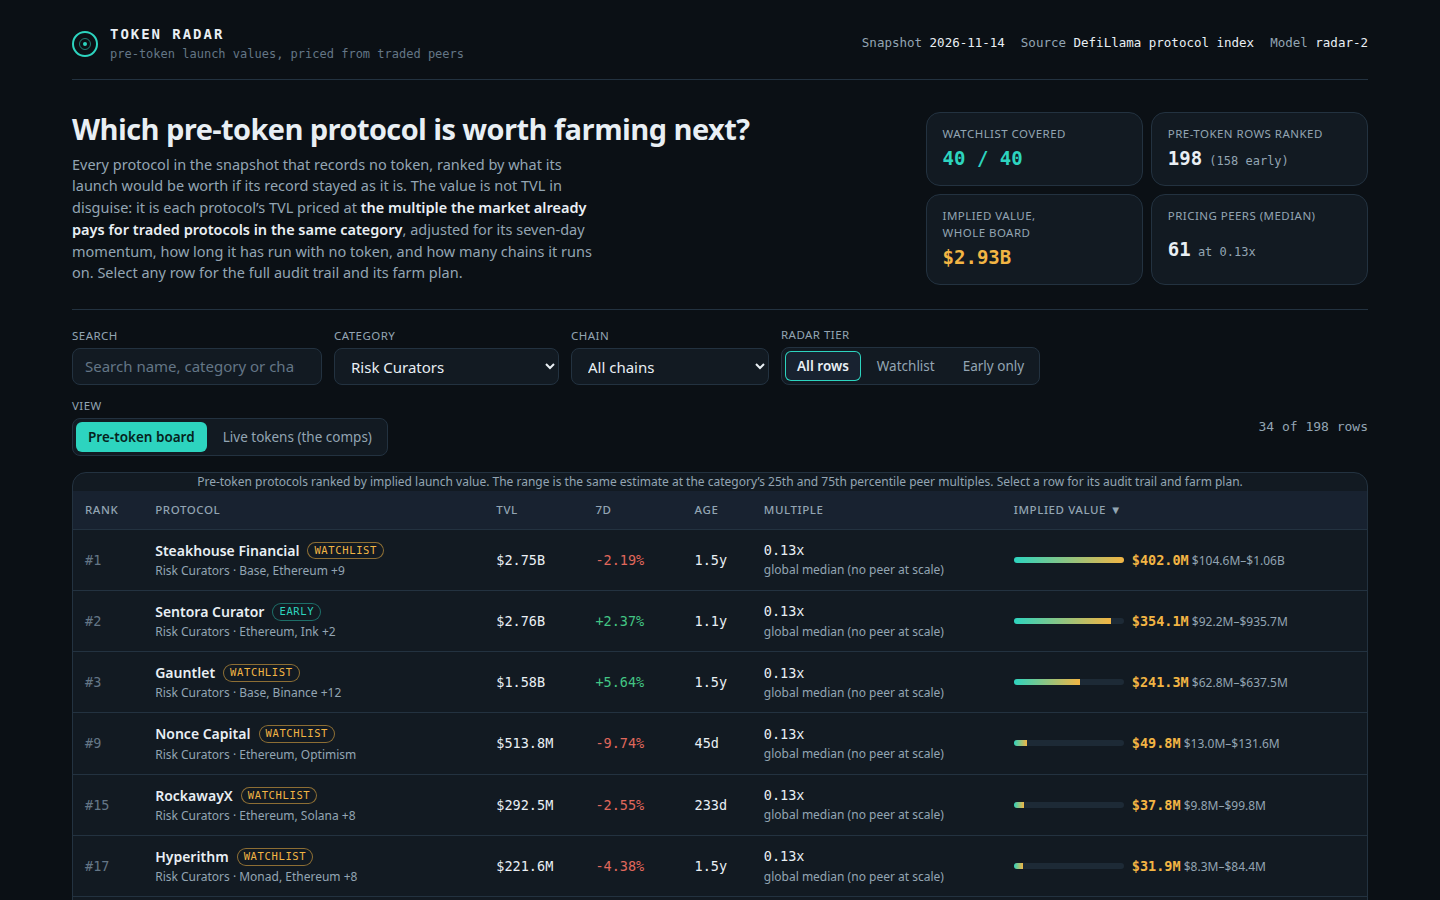 TOKEN RADAR
pre-token launch values, priced from traded peers
Snapshot 2026-11-14 Source DefiLlama protocol index Model radar-2
Which pre-token protocol is worth farming next?
Every protocol in the snapshot that records no token, ranked by what its
launch would be worth if its record stayed as it is. The value is not TVL in
disguise: it is each protocol's TVL priced at the multiple the market already
pays for traded protocols in the same category, adjusted for its seven-day
momentum, how long it has run with no token, and how many chains it runs
on. Select any row for the full audit trail and its farm plan.
WATCHLIST COVERED
40 / 40
PRE-TOKEN ROWS RANKED
198 (158 early)
IMPLIED VALUE,
WHOLE BOARD
$2.93B
PRICING PEERS (MEDIAN)
61 at 0.13x
SEARCH
Search name, category or cha
CATEGORY
Risk Curators
CHAIN
All chains
RADAR TIER
All rows Watchlist Early only
VIEW
Pre-token board Live tokens (the comps)
34 of 198 rows
Pre-token protocols ranked by implied launch value. The range is the same estimate at the category's 25th and 75th percentile peer multiples. Select a row for its audit trail and farm plan.
RANK PROTOCOL TVL 7D AGE MULTIPLE IMPLIED VALUE ▼
#1 Steakhouse Financial WATCHLIST $2.75B -2.19% 1.5y 0.13x $402.0M $104.6M–$1.06B
Risk Curators · Base, Ethereum +9 global median (no peer at scale)
#2 Sentora Curator EARLY $2.76B +2.37% 1.1y 0.13x $354.1M $92.2M–$935.7M
Risk Curators · Ethereum, Ink +2 global median (no peer at scale)
#3 Gauntlet WATCHLIST $1.58B +5.64% 1.5y 0.13x $241.3M $62.8M–$637.5M
Risk Curators · Base, Binance +12 global median (no peer at scale)
#9 Nonce Capital WATCHLIST $513.8M -9.74% 45d 0.13x $49.8M $13.0M–$131.6M
Risk Curators · Ethereum, Optimism global median (no peer at scale)
#15 RockawayX WATCHLIST $292.5M -2.55% 233d 0.13x $37.8M $9.8M–$99.8M
Risk Curators · Ethereum, Solana +8 global median (no peer at scale)
#17 Hyperithm WATCHLIST $221.6M -4.38% 1.5y 0.13x $31.9M $8.3M–$84.4M
Risk Curators · Monad, Ethereum +8 global median (no peer at scale)